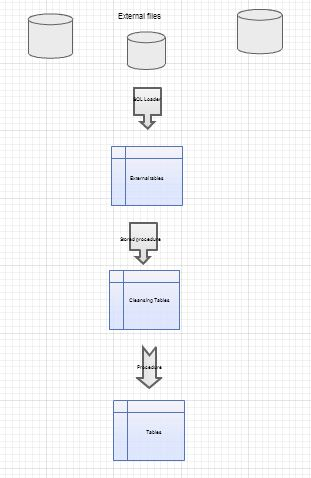 External files
SQL Loader
External tables
Stored procedure
Cleansing Tables
Procedure
Tables